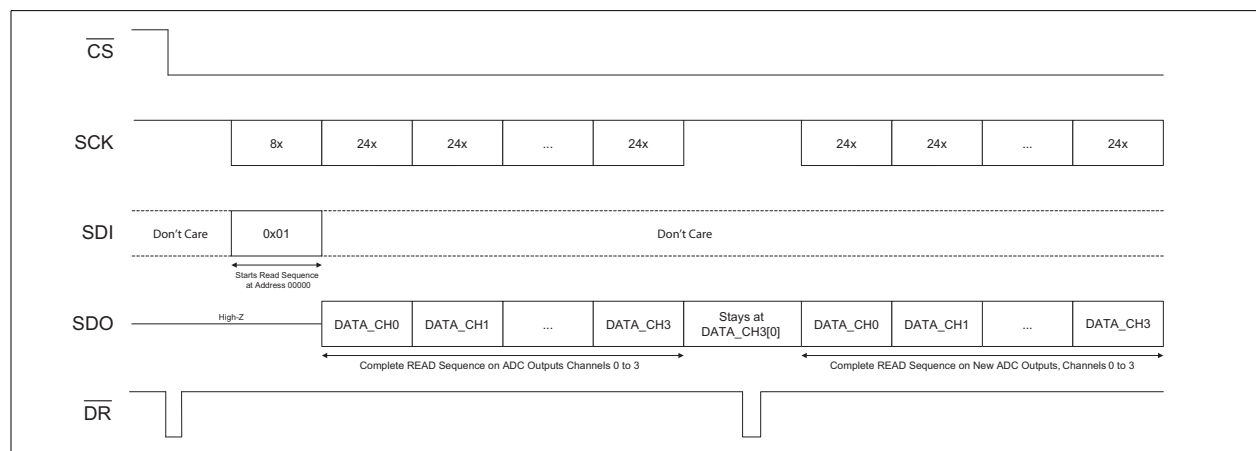 CS
SCK
8x
24x
24x
...
24x
24x
24x
...
24x
SDI
Don't Care
0x01
Don't Care
Starts Read Sequence
at Address 00000
SDO
High-Z
DATA_CH0
DATA_CH1
...
DATA_CH3
Stays at
DATA_CH3[0]
DATA_CH0
DATA_CH1
...
DATA_CH3
Complete READ Sequence on ADC Outputs Channels 0 to 3
Complete READ Sequence on New ADC Outputs, Channels 0 to 3
DR